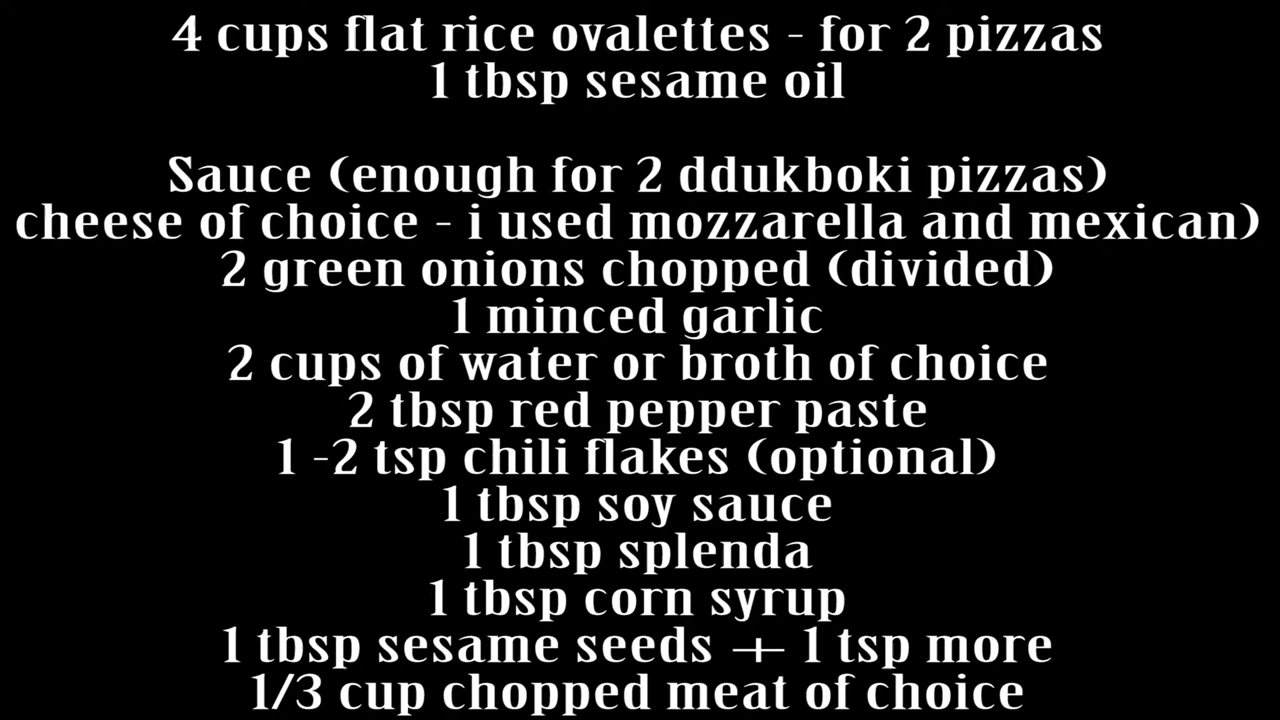 4 cups flat rice ovalettes - for 2 pizzas
1 tbsp sesame oil
Sauce (enough for 2 ddukboki pizzas)
cheese of choice - i used mozzarella and mexican)
2 green onions chopped (divided)
1 minced garlic
2 cups of water or broth of choice
2 tbsp red pepper paste
1 -2 tsp chili flakes (optional)
1 tbsp soy sauce
1 tbsp splenda
1 tbsp corn syrup
1 tbsp sesame seeds + 1 tsp more
1/3 cup chopped meat of choice